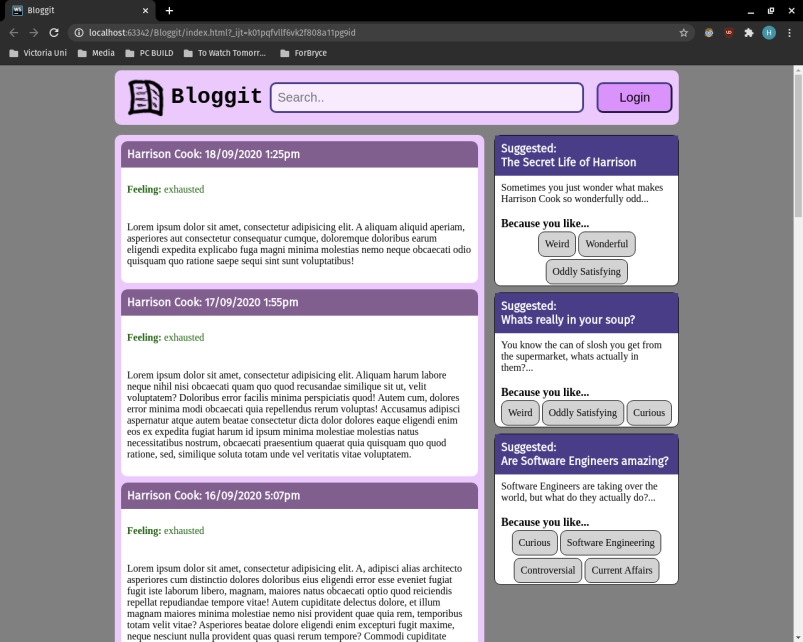 Bloggit
localhost:63342/Bloggit/index.html?_ijt=k01pqfvllf6vk2f808a11pg9id
Victoria Uni
Media
PC BUILD
To Watch Tomorr...
ForBryce
Bloggit
Search..
Login
Harrison Cook: 18/09/2020 1:25pm
Feeling: exhausted
Lorem ipsum dolor sit amet, consectetur adipisicing elit. A aliquam aliquid aperiam,
asperiores aut consectetur consequatur cumque, doloremque doloribus earum
eligendi expedita explicabo fuga magni minima molestias nemo neque obcaecati odio
quisquam quo ratione saepe sequi sint sunt voluptatibus!
Harrison Cook: 17/09/2020 1:55pm
Feeling: exhausted
Lorem ipsum dolor sit amet, consectetur adipisicing elit. Aliquam harum labore
neque nihil nisi obcaecati quam quo quod recusandae similique sit ut, velit
voluptatem? Doloribus error facilis minima perspiciatis quod! Autem cum, dolores
error minima modi obcaecati quia repellendus rerum voluptas! Accusamus adipisci
aspernatur atque autem beatae consectetur dicta dolor dolores eaque eligendi enim
eos ex expedita fugiat harum id ipsum minima molestiae molestias natus
necessitatibus nostrum, obcaecati praesentium quaerat quia quisquam quo quod
ratione, sed, similique soluta totam unde vel veritatis vitae voluptatem.
Harrison Cook: 16/09/2020 5:07pm
Feeling: exhausted
Lorem ipsum dolor sit amet, consectetur adipisicing elit. A, adipisci alias architecto
asperiores cum distinctio dolores doloribus eius eligendi error esse eveniet fugiat
fugit iste laborum libero, magnam, maiores natus obcaecati optio quod reiciendis
repellat repudiandae tempore vitae! Autem cupiditate delectus dolore, et illum
magnam maiores minima molestiae nemo nisi provident quae quia rem, temporibus
totam velit vitae? Asperiores beatae dolore eligendi enim excepturi fugit maxime,
neque nesciunt nulla provident quas quasi rerum tempore? Commodi cupiditate
Suggested:
The Secret Life of Harrison
Sometimes you just wonder what makes
Harrison Cook so wonderfully odd...
Because you like...
Weird
Wonderful
Oddly Satisfying
Suggested:
Whats really in your soup?
You know the can of slosh you get from
the supermarket, whats actually in
them?...
Because you like...
Weird
Oddly Satisfying
Curious
Suggested:
Are Software Engineers amazing?
Software Engineers are taking over the
world, but what do they actually do?...
Because you like...
Curious
Software Engineering
Controversial
Current Affairs